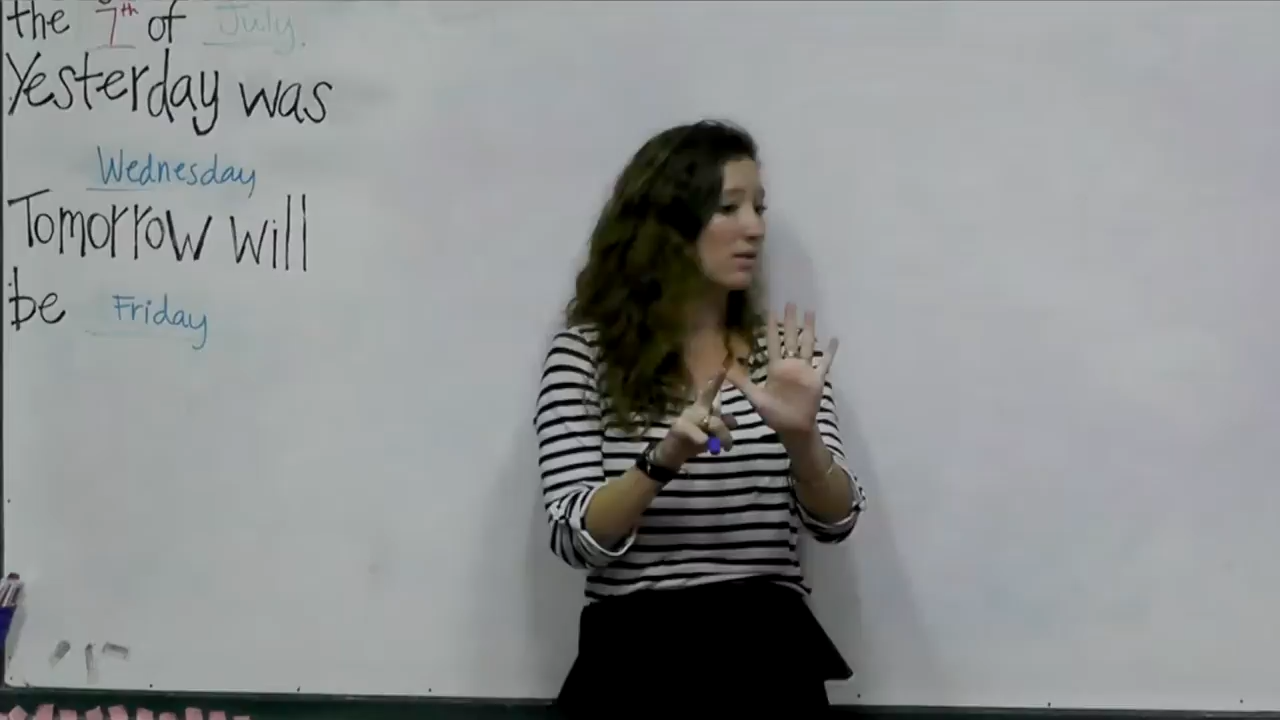 the 7th of July.
Yesterday was
Wednesday
Tomorrow will
be Friday